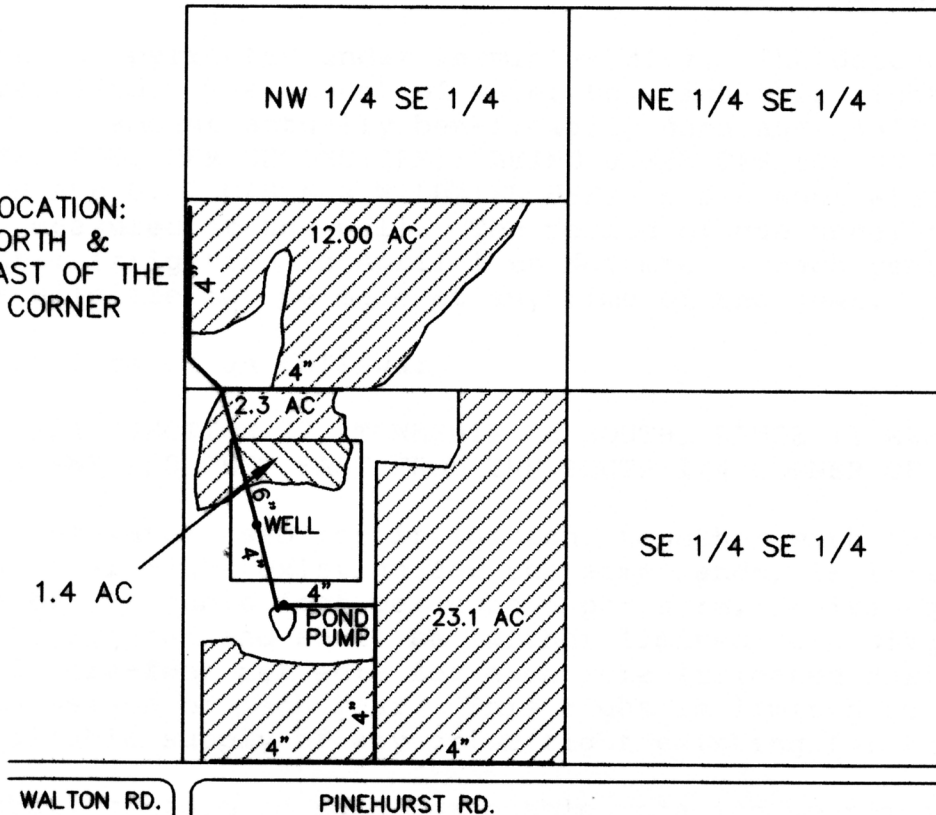 NW 1/4 SE 1/4
NE 1/4 SE 1/4
OCATION:
ORTH &
AST OF THE
CORNER
12.00 AC
4"
4"
2.3 AC
6"
WELL
4"
1.4 AC
4"
POND
PUMP
23.1 AC
SE 1/4 SE 1/4
4"
4"
4"
WALTON RD.
PINEHURST RD.